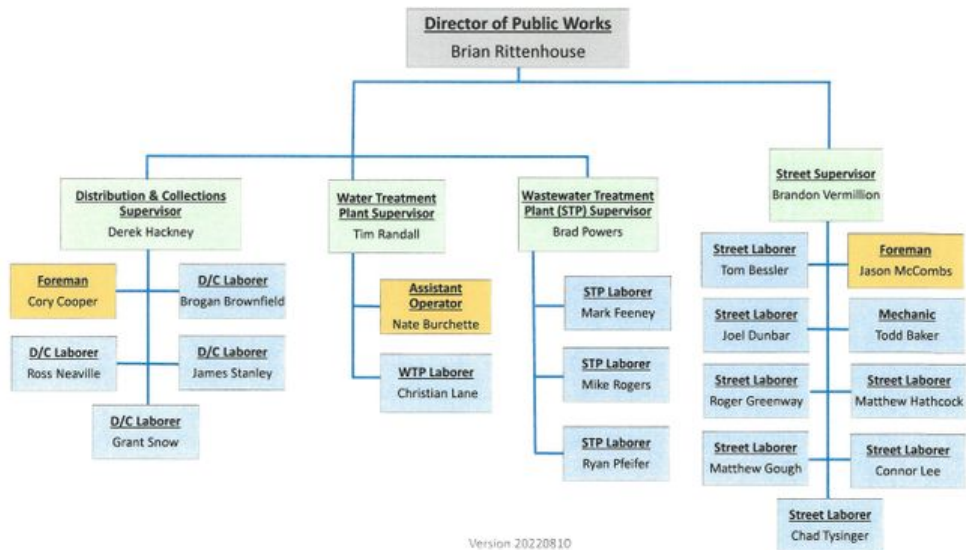 Director of Public Works
Brian Rittenhouse
Distribution & Collections
Supervisor
Derek Hackney
Water Treatment
Plant Supervisor
Tim Randall
Wastewater Treatment
Plant (STP) Supervisor
Brad Powers
Street Supervisor
Brandon Vermillion
Foreman
Cory Cooper
D/C Laborer
Brogan Brownfield
D/C Laborer
Ross Neaville
D/C Laborer
James Stanley
D/C Laborer
Grant Snow
Assistant
Operator
Nate Burchette
WTP Laborer
Christian Lane
STP Laborer
Mark Feeney
STP Laborer
Mike Rogers
STP Laborer
Ryan Pfeifer
Street Laborer
Tom Bessler
Foreman
Jason McCombs
Street Laborer
Joel Dunbar
Mechanic
Todd Baker
Street Laborer
Roger Greenway
Street Laborer
Matthew Hathcock
Street Laborer
Matthew Gough
Street Laborer
Connor Lee
Street Laborer
Chad Tysinger
Version 20220810